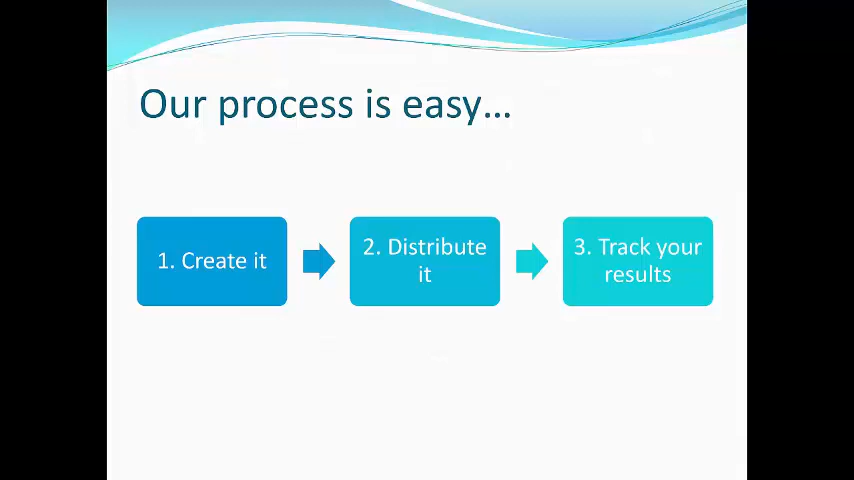 Our process is easy…
1. Create it
2. Distribute
it
3. Track your
results